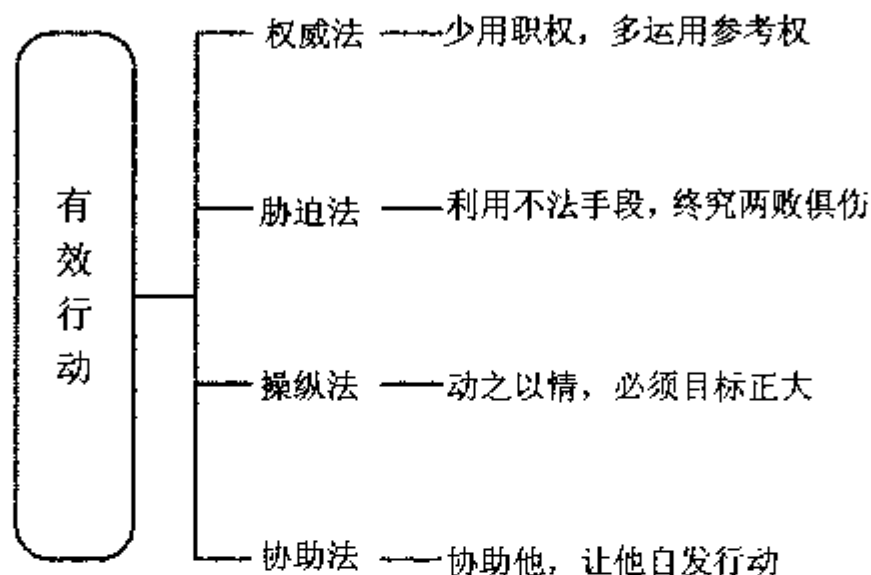 权威法 少用职权，多运用参考权
胁迫法 利用不法手段，终究两败俱伤
有效行动
操纵法 动之以情，必须目标正大
协助法 协助他，让他自发行动